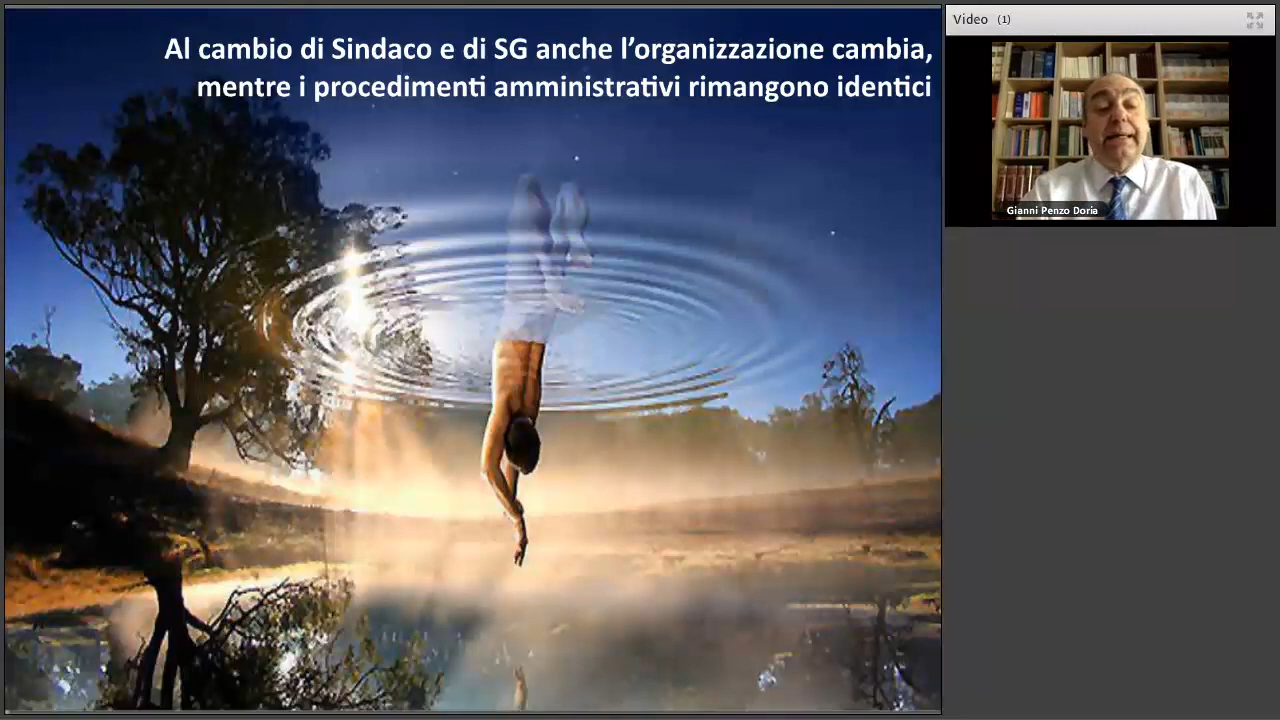 Al cambio di Sindaco e di SG anche l’organizzazione cambia,
mentre i procedimenti amministrativi rimangono identici
Video (1)
Gianni Penzo Doria